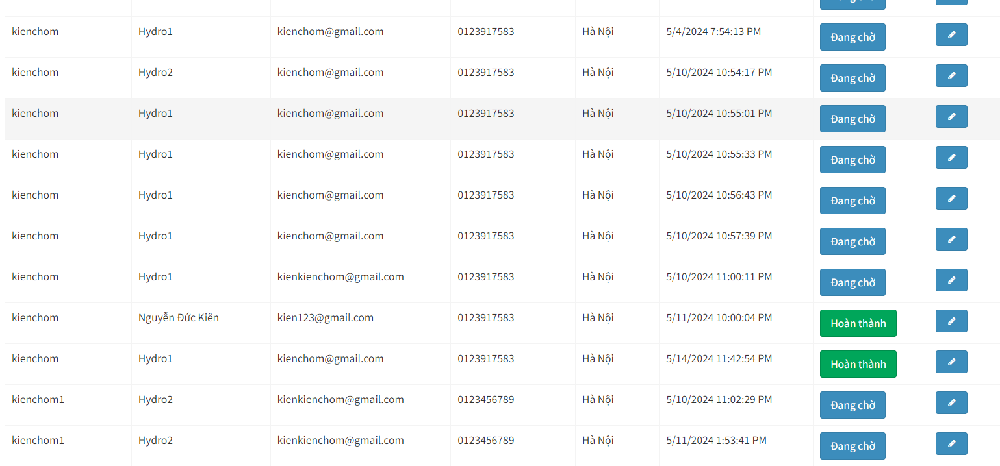 kienchom Hydro1 kienchom@gmail.com 0123917583 Hà Nội 5/4/2024 7:54:13 PM Đang chờ
kienchom Hydro2 kienchom@gmail.com 0123917583 Hà Nội 5/10/2024 10:54:17 PM Đang chờ
kienchom Hydro1 kienchom@gmail.com 0123917583 Hà Nội 5/10/2024 10:55:01 PM Đang chờ
kienchom Hydro1 kienchom@gmail.com 0123917583 Hà Nội 5/10/2024 10:55:33 PM Đang chờ
kienchom Hydro1 kienchom@gmail.com 0123917583 Hà Nội 5/10/2024 10:56:43 PM Đang chờ
kienchom Hydro1 kienchom@gmail.com 0123917583 Hà Nội 5/10/2024 10:57:39 PM Đang chờ
kienchom Hydro1 kienkienchom@gmail.com 0123917583 Hà Nội 5/10/2024 11:00:11 PM Đang chờ
kienchom Nguyễn Đức Kiên kien123@gmail.com 0123917583 Hà Nội 5/11/2024 10:00:04 PM Hoàn thành
kienchom Hydro1 kienchom@gmail.com 0123917583 Hà Nội 5/14/2024 11:42:54 PM Hoàn thành
kienchom1 Hydro2 kienkienchom@gmail.com 0123456789 Hà Nội 5/10/2024 11:02:29 PM Đang chờ
kienchom1 Hydro2 kienkienchom@gmail.com 0123456789 Hà Nội 5/11/2024 1:53:41 PM Đang chờ